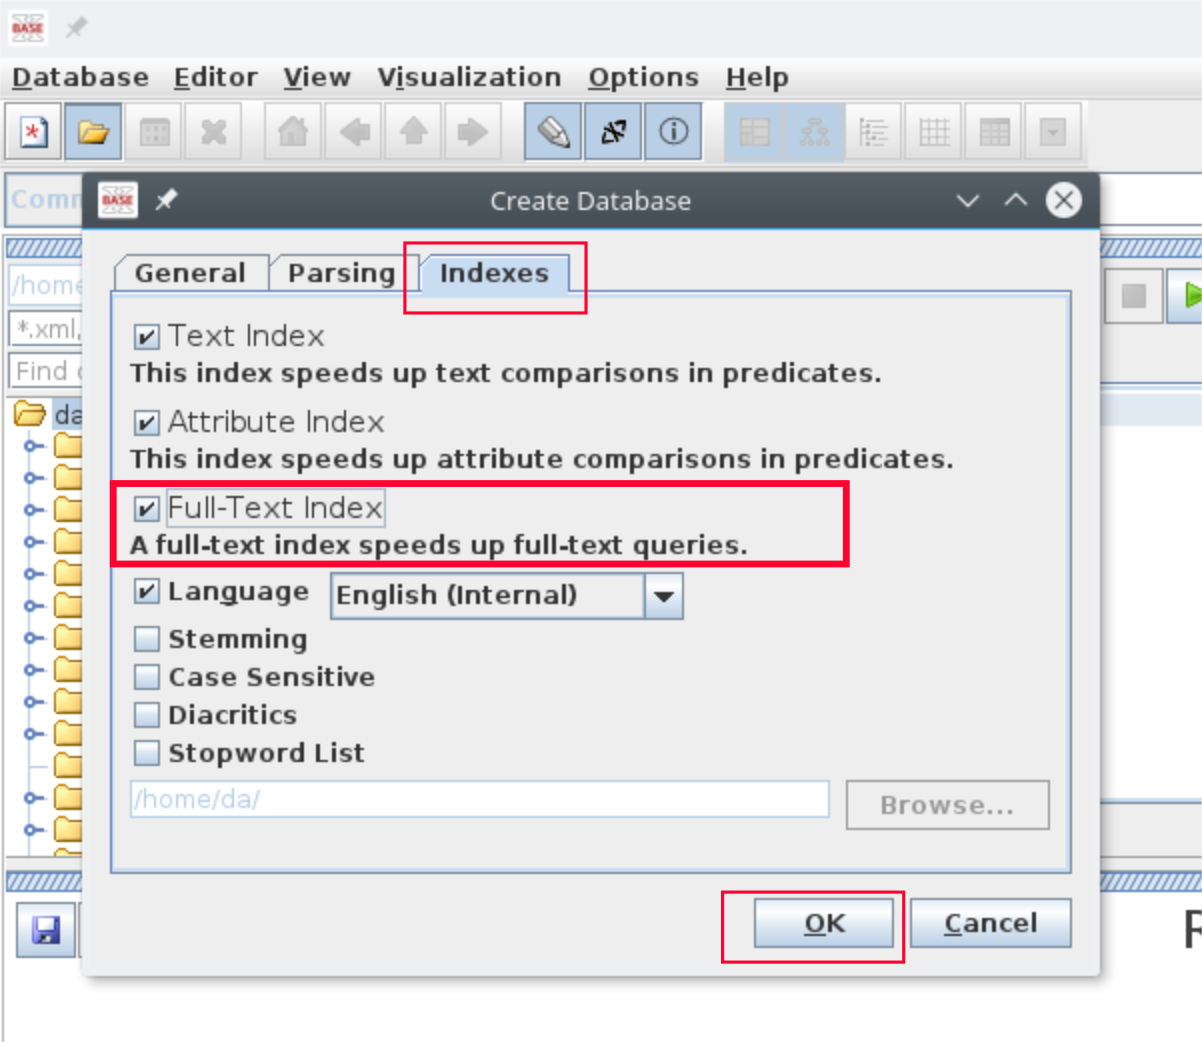 BASE
Database Editor View Visualization Options Help
Comm
BASE
Create Database
/home
*.xml,
Find
da
General Parsing Indexes
Text Index
This index speeds up text comparisons in predicates.
Attribute Index
This index speeds up attribute comparisons in predicates.
Full-Text Index
A full-text index speeds up full-text queries.
Language English (Internal)
Stemming
Case Sensitive
Diacritics
Stopword List
/home/da/
Browse...
OK Cancel
R